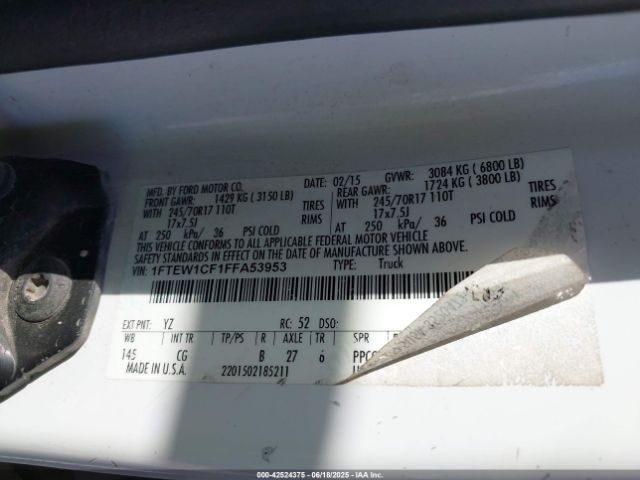 MFD. BY FORD MOTOR CO.
DATE: 02/15 GVWR: 3084 KG ( 6800 LB)
FRONT GAWR: 1429 KG ( 3150 LB) REAR GAWR: 1724 KG ( 3800 LB)
WITH 245/70R17 110T TIRES WITH 245/70R17 110T TIRES
17x7.5J RIMS 17x7.5J RIMS
AT 250 kPa/ 36 PSI COLD AT 250 kPa/ 36 PSI COLD
THIS VEHICLE CONFORMS TO ALL APPLICABLE FEDERAL MOTOR VEHICLE
SAFETY STANDARDS IN EFFECT ON THE DATE OF MANUFACTURE SHOWN ABOVE.
VIN: 1FTEW1CF1FFA53953 TYPE: Truck
EXT PNT: YZ RC: 52 DSO:
WB INT TR TP/PS R AXLE TR SPR
145 CG B 27 6
MADE IN U.S.A. 2201502185211
000-42524375 - 06/18/2025 - IAAI.CA